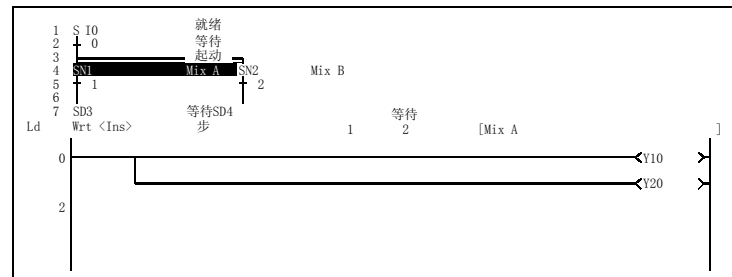 1 S I0 就绪
2 0 等待
3 起动
4 SN1 Mix A SN2 Mix B
5 1 2
6
7 SD3 等待SD4 等待
Ld Wrt <Ins> 步 1 2 [Mix A ]
0 Y10
Y20
2